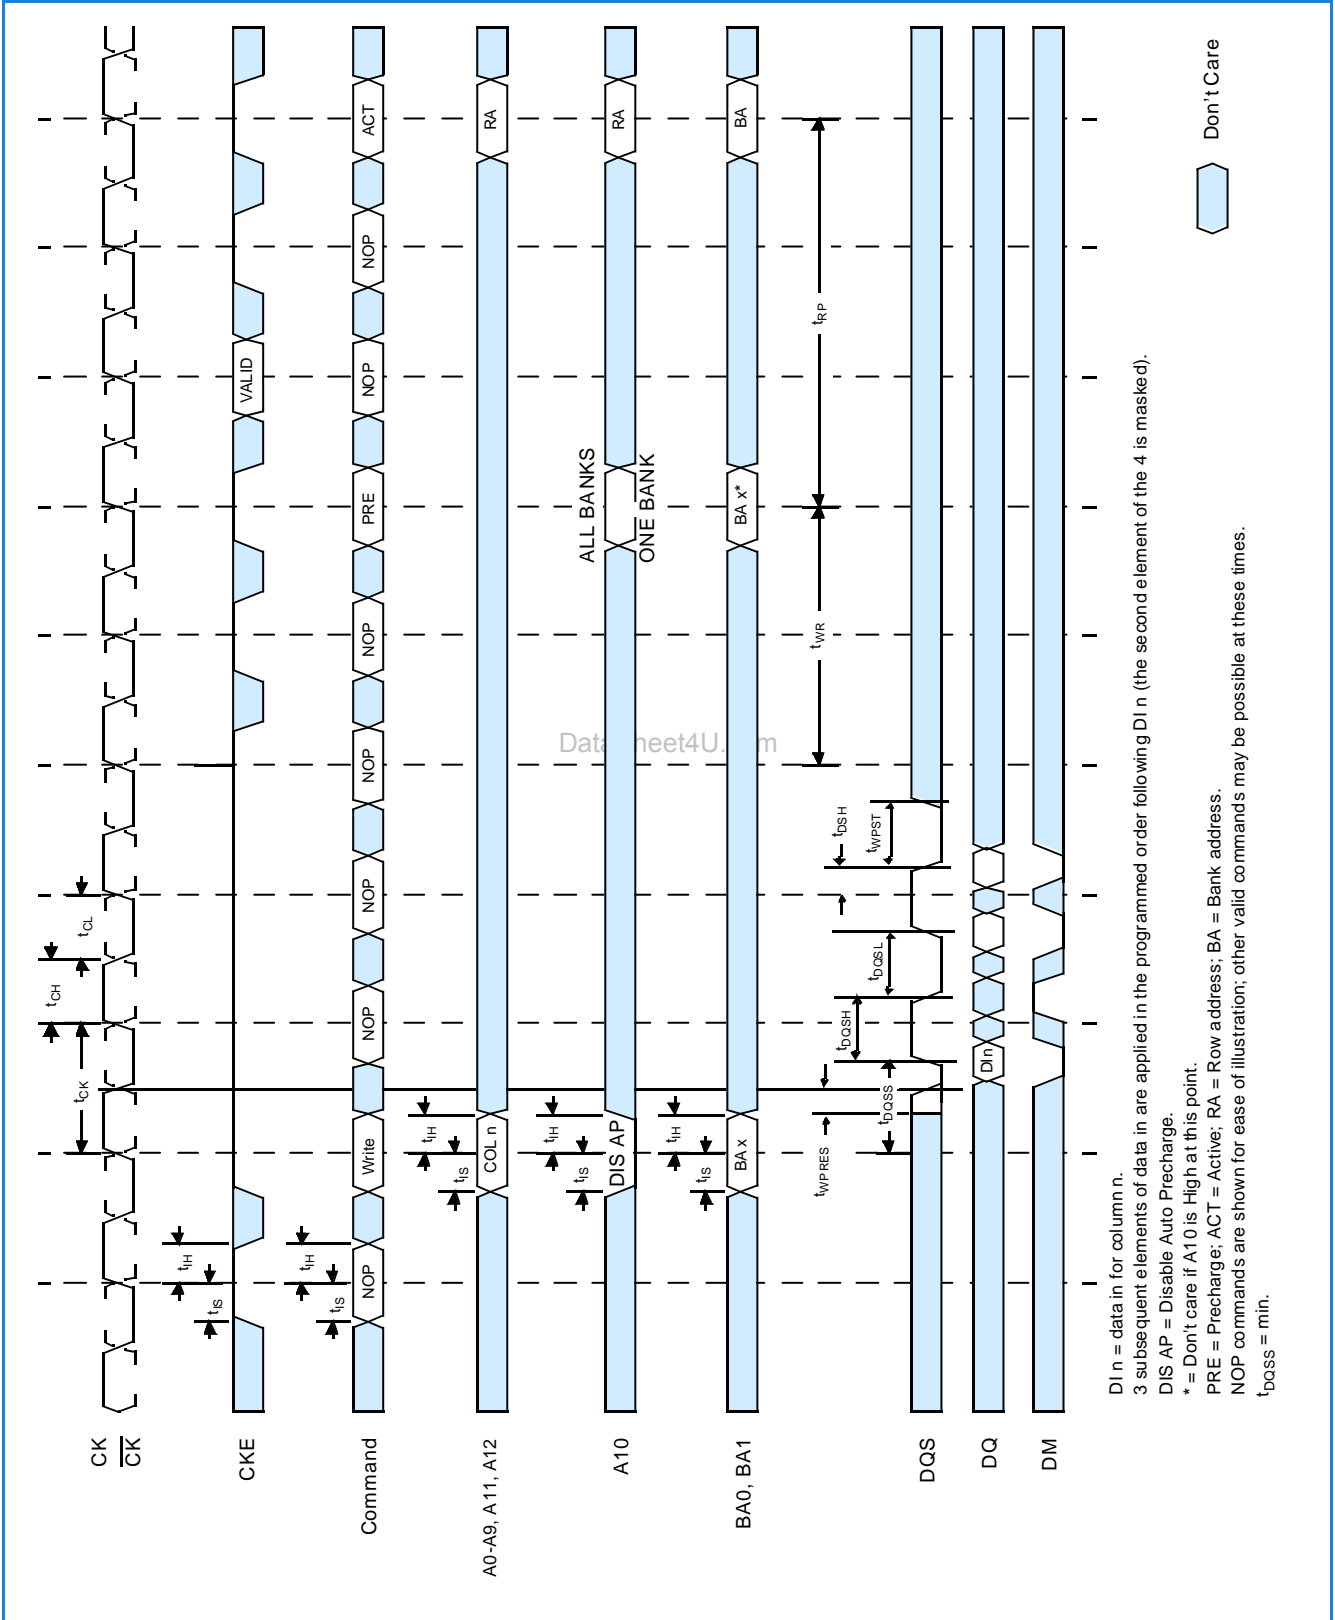 CK
CK
tCK
tCH
tCL
CKE
tIS
tIH
VALID
Command
tIS
tIH
NOP
Write
NOP
NOP
NOP
NOP
PRE
NOP
NOP
ACT
A0-A9, A11, A12
tIS
tIH
COL n
RA
A10
tIS
tIH
DIS AP
ALL BANKS
ONE BANK
RA
BA0, BA1
tIS
tIH
BA x
BA x*
BA
tWR
tRP
DataSheet4U.com
tWPRES
tDQSS
tDQSH
tDQSL
tDSH
tWPST
DQS
DQ
DI n
DM
DI n = data in for column n.
3 subsequent elements of data in are applied in the programmed order following DI n (the second element of the 4 is masked).
DIS AP = Disable Auto Precharge.
* = Don't care if A10 is High at this point.
PRE = Precharge; ACT = Active; RA = Row address; BA = Bank address.
NOP commands are shown for ease of illustration; other valid commands may be possible at these times.
tDQSS = min.
Don't Care